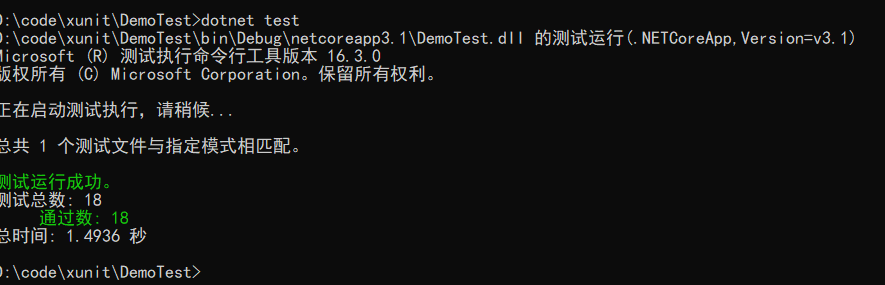 D:\code\xunit\DemoTest>dotnet test
D:\code\xunit\DemoTest\bin\Debug\netcoreapp3.1\DemoTest.dll 的测试运行(.NETCoreApp,Version=v3.1)
Microsoft (R) 测试执行命令行工具版本 16.3.0
版权所有 (C) Microsoft Corporation。保留所有权利。
正在启动测试执行，请稍候...
总共 1 个测试文件与指定模式相匹配。
测试运行成功。
测试总数: 18
通过数: 18
总时间: 1.4936 秒
D:\code\xunit\DemoTest>